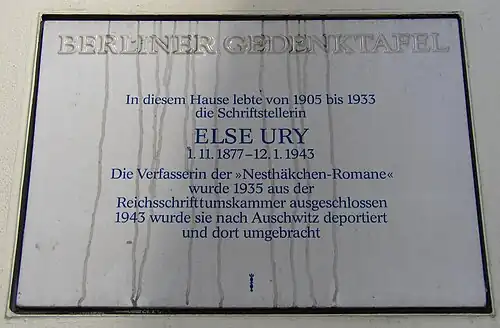 BERLINER GEDENKTAFEL
In diesem Hause lebte von 1905 bis 1933
die Schriftstellerin
ELSE URY
1. 11. 1877–12. 1. 1943
Die Verfasserin der »Nesthäkchen-Romane«
wurde 1935 aus der
Reichsschrifttumskammer ausgeschlossen
1943 wurde sie nach Auschwitz deportiert
und dort umgebracht